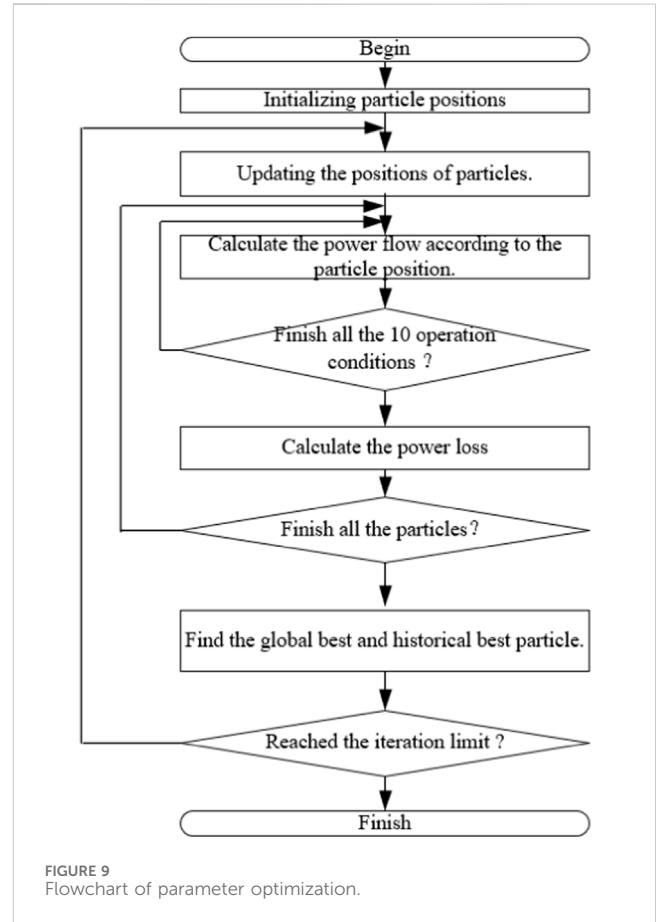 Begin
Initializing particle positions
Updating the positions of particles.
Calculate the power flow according to the
particle position.
Finish all the 10 operation
conditions ?
Calculate the power loss
Finish all the particles?
Find the global best and historical best particle.
Reached the iteration limit ?
Finish
FIGURE 9
Flowchart of parameter optimization.